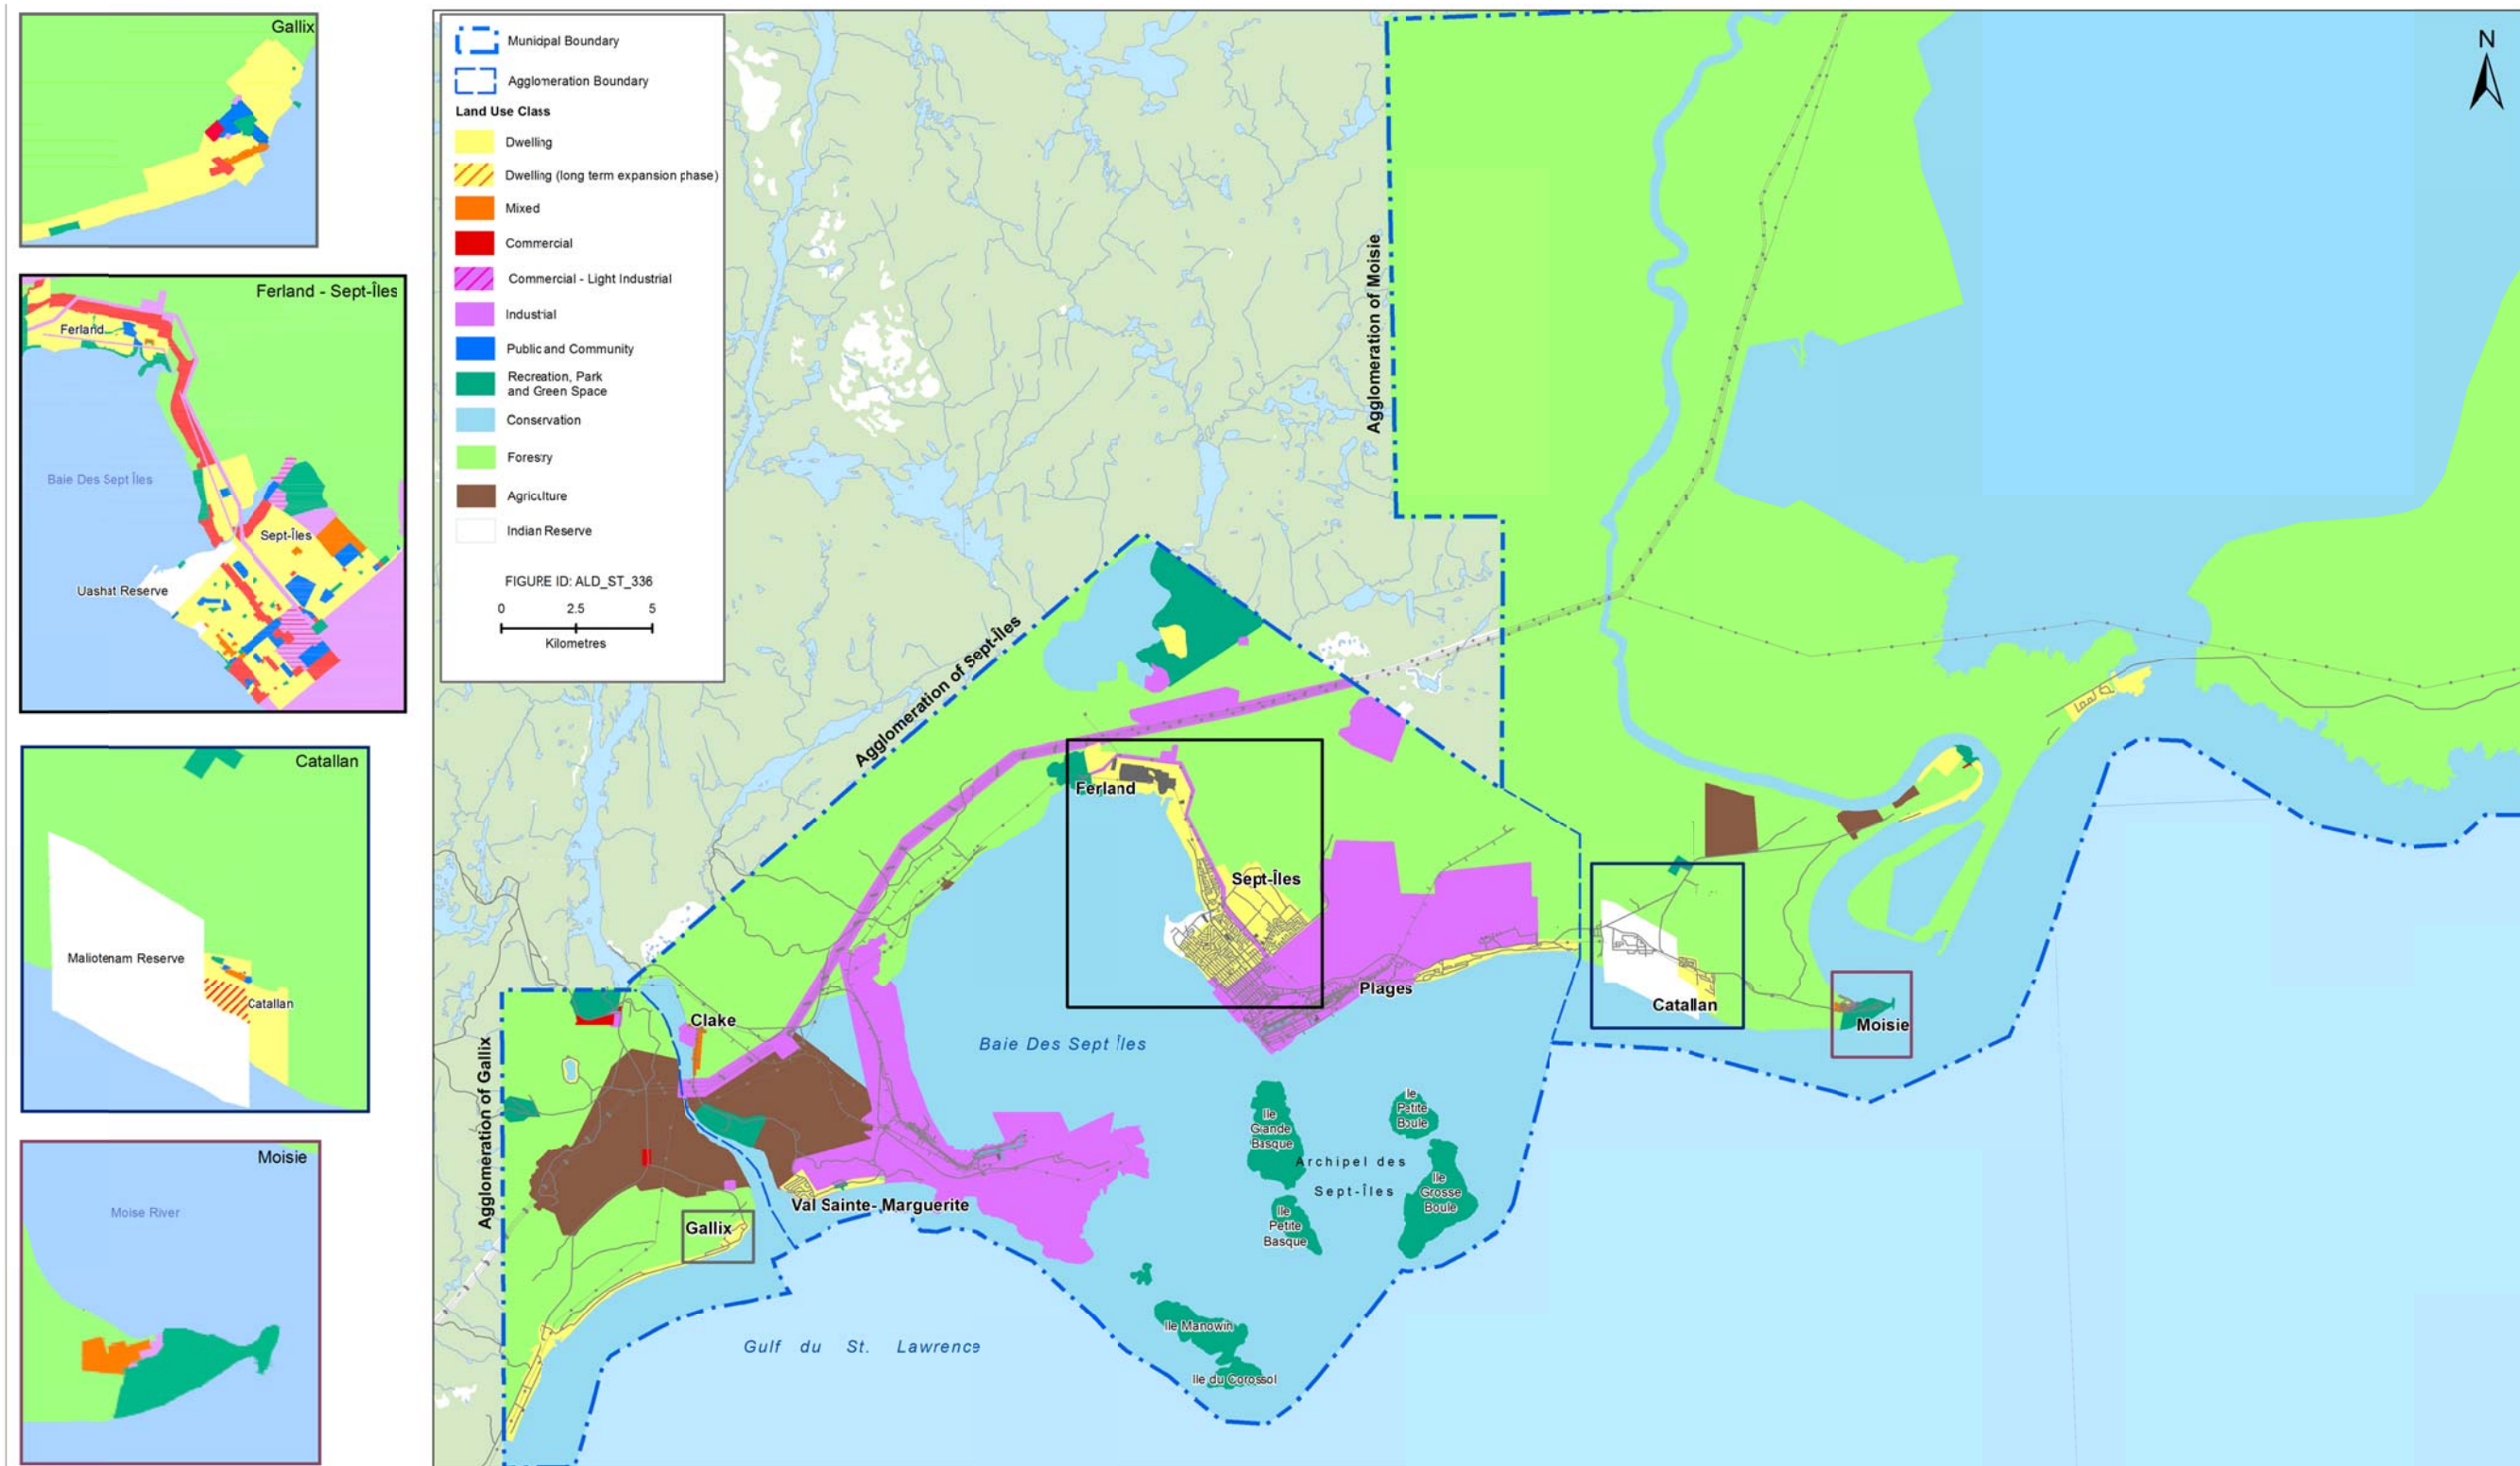 Gallix
Ferland - Sept-Îles
Ferland
Baie Des Sept Îles
Sept-Îles
Uashat Reserve
Catallan
Maliotenam Reserve
Catallan
Moisie
Moise River
Municipal Boundary
Agglomeration Boundary
Land Use Class
Dwelling
Dwelling (long term expansion phase)
Mixed
Commercial
Commercial - Light Industrial
Industrial
Public and Community
Recreation, Park
and Green Space
Conservation
Forestry
Agriculture
Indian Reserve
FIGURE ID: ALD_ST_336
0 2.5 5
Kilometres
N
Agglomeration of Moisie
Agglomeration of Sept-Îles
Agglomeration of Gallix
Ferland
Sept-Îles
Plages
Catallan
Moisie
Clake
Baie Des Sept Îles
Ile
Grande
Basque
Ile
Petite
Boule
Archipel des
Sept-Îles
Ile
Grosse
Boule
Ile
Petite
Basque
Val Sainte- Marguerite
Gallix
Ile Manowin
Ile du Corossol
Gulf du St. Lawrence